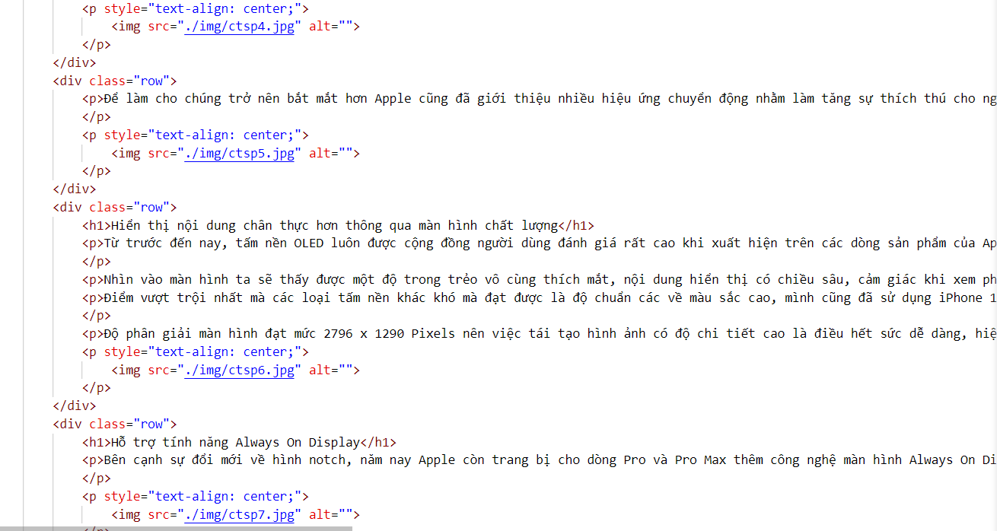 <p style="text-align: center;">
<img src="./img/ctsp4.jpg" alt="">
</p>
</div>
<div class="row">
<p>Để làm cho chúng trở nên bắt mắt hơn Apple cũng đã giới thiệu nhiều hiệu ứng chuyển động nhằm làm tăng sự thích thú cho ng
</p>
<p style="text-align: center;">
<img src="./img/ctsp5.jpg" alt="">
</p>
</div>
<div class="row">
<h1>Hiển thị nội dung chân thực hơn thông qua màn hình chất lượng</h1>
<p>Từ trước đến nay, tấm nền OLED luôn được cộng đồng người dùng đánh giá rất cao khi xuất hiện trên các dòng sản phẩm của Ap
</p>
<p>Nhìn vào màn hình ta sẽ thấy được một độ trong trẻo vô cùng thích mắt, nội dung hiển thị có chiều sâu, cảm giác khi xem ph
<p>Điểm vượt trội nhất mà các loại tấm nền khác khó mà đạt được là độ chuẩn các về màu sắc cao, mình cũng đã sử dụng iPhone 1
</p>
<p>Độ phân giải màn hình đạt mức 2796 x 1290 Pixels nên việc tái tạo hình ảnh có độ chi tiết cao là điều hết sức dễ dàng, hiệ
<p style="text-align: center;">
<img src="./img/ctsp6.jpg" alt="">
</p>
</div>
<div class="row">
<h1>Hỗ trợ tính năng Always On Display</h1>
<p>Bên cạnh sự đổi mới về hình notch, năm nay Apple còn trang bị cho dòng Pro và Pro Max thêm công nghệ màn hình Always On Di
</p>
<p style="text-align: center;">
<img src="./img/ctsp7.jpg" alt="">